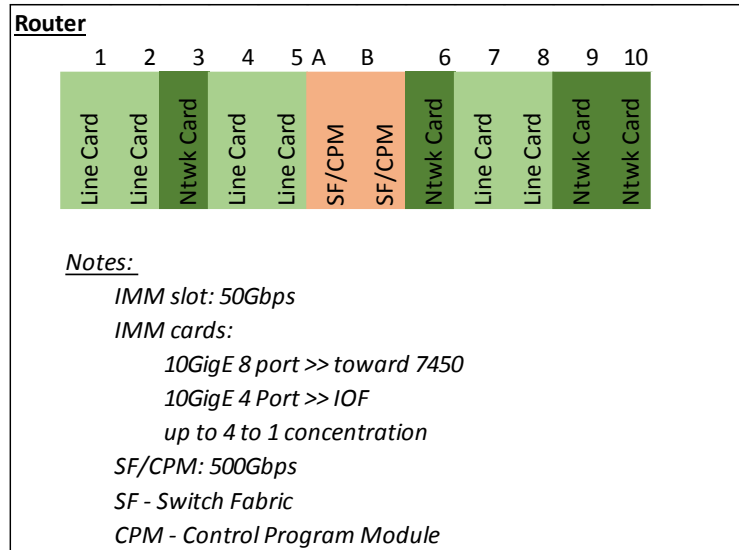 Router
1 2 3 4 5 A B 6 7 8 9 10
Line Card Line Card Ntwk Card Line Card Line Card SF/CPM SF/CPM Ntwk Card Line Card Line Card Ntwk Card Ntwk Card
Notes:
IMM slot: 50Gbps
IMM cards:
10GigE 8 port >> toward 7450
10GigE 4 Port >> IOF
up to 4 to 1 concentration
SF/CPM: 500Gbps
SF - Switch Fabric
CPM - Control Program Module